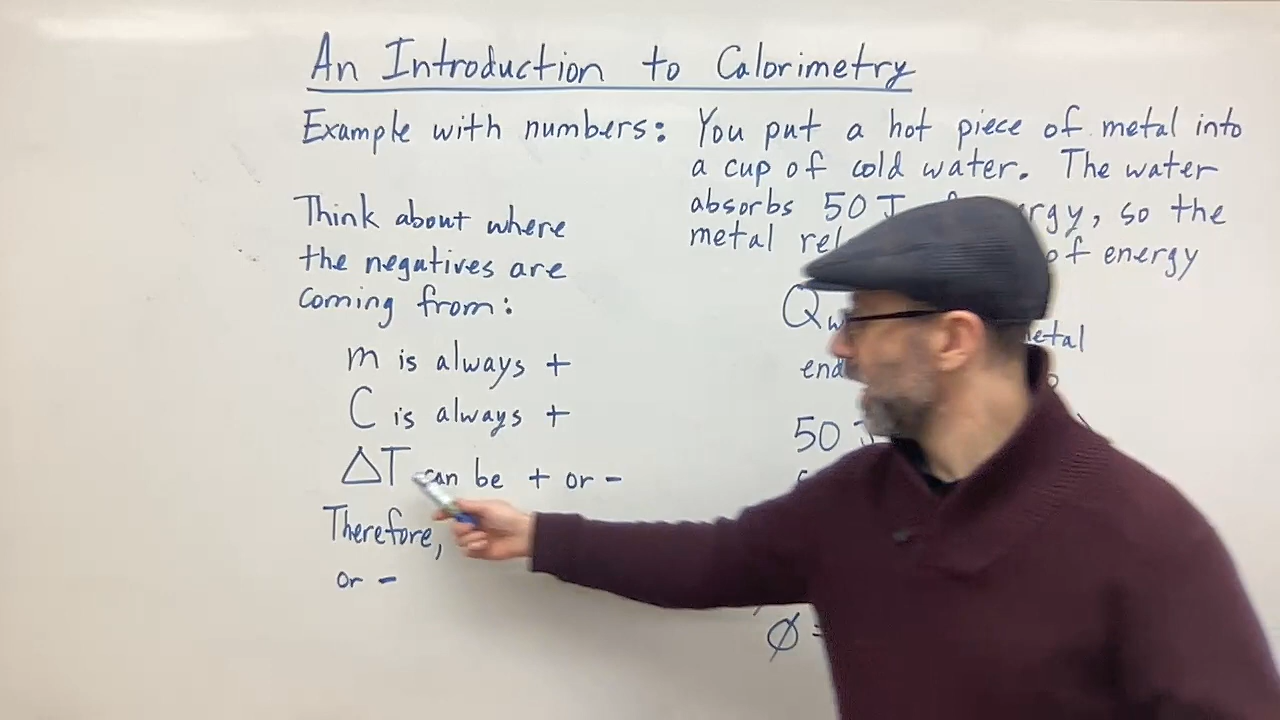 An Introduction to Calorimetry
Example with numbers: You put a hot piece of metal into
a cup of cold water. The water
absorbs 50 J so the
metal of energy
Think about where
the negatives are
coming from:
m is always +
C is always +
ΔT can be + or -
Therefore,
or -
Q
50 J
∅ =